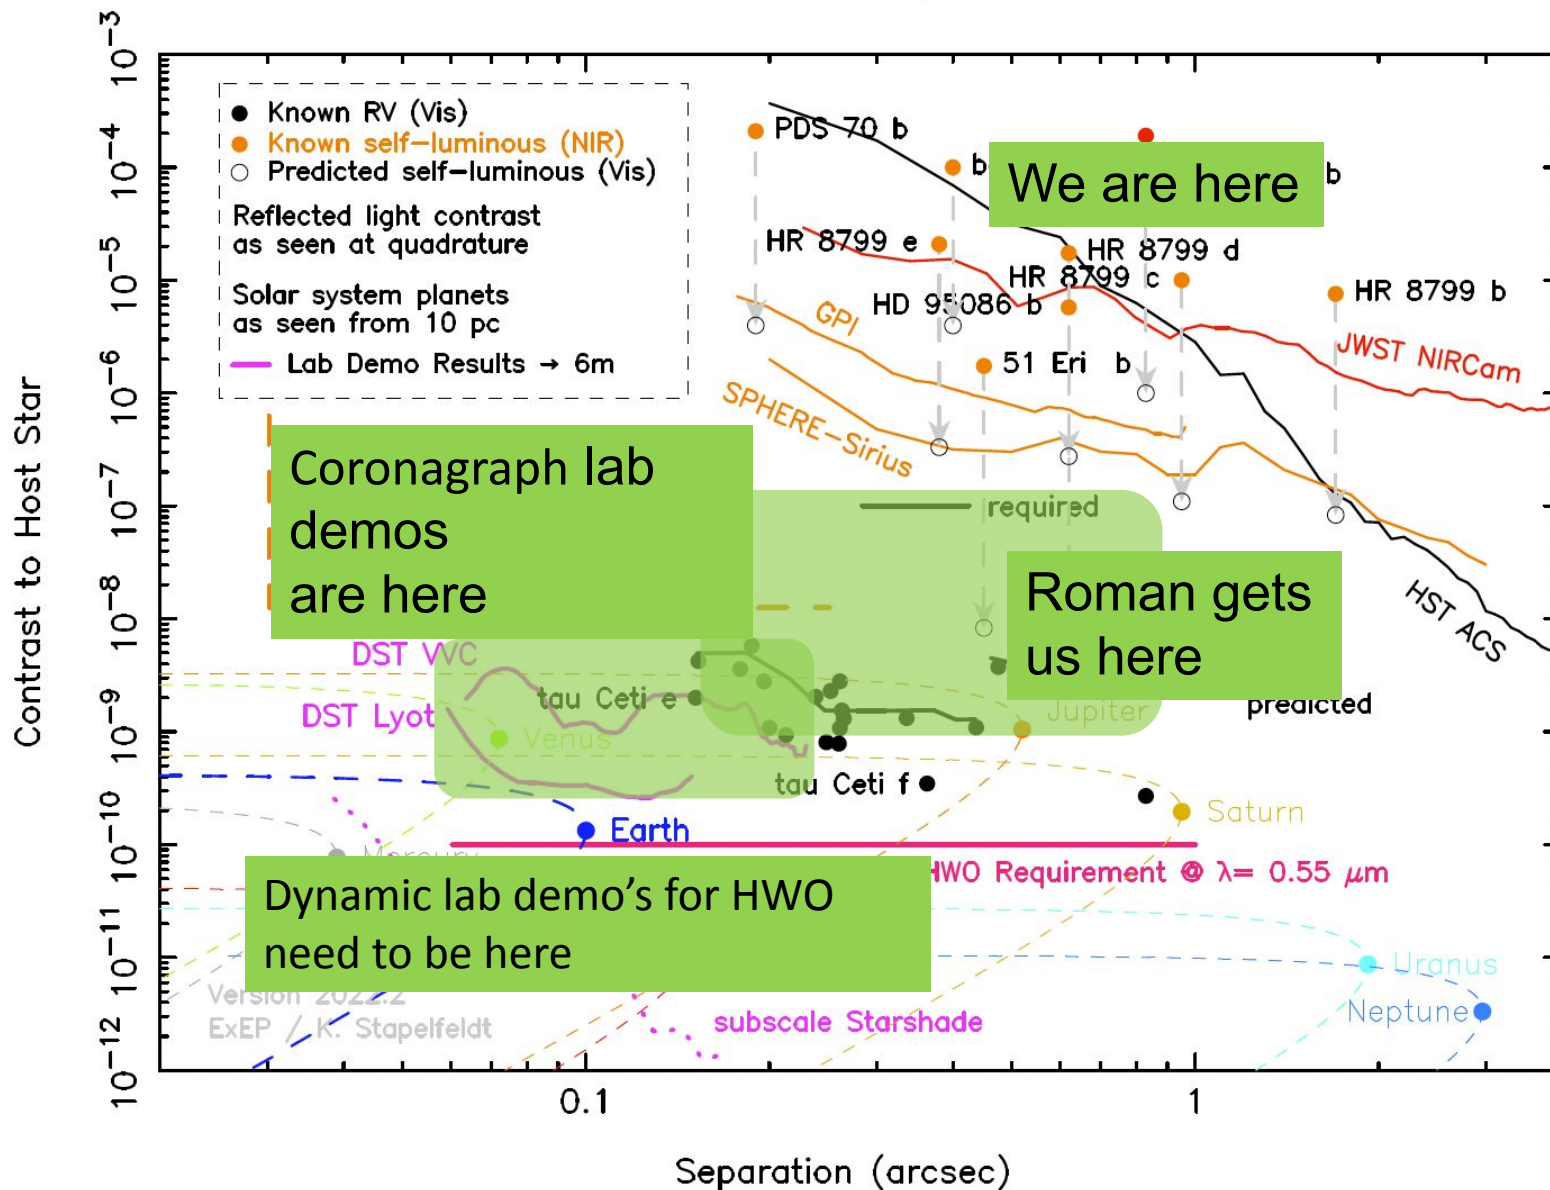 10⁻³
10⁻⁴
10⁻⁵
10⁻⁶
10⁻⁷
10⁻⁸
10⁻⁹
10⁻¹⁰
10⁻¹¹
10⁻¹²
Contrast to Host Star
Known RV (Vis)
Known self-luminous (NIR)
Predicted self-luminous (Vis)
Reflected light contrast
as seen at quadrature
Solar system planets
as seen from 10 pc
Lab Demo Results → 6m
PDS 70 b
b
We are here
b
HR 8799 e
HR 8799 d
HR 8799 c
HD 95086 b
HR 8799 b
GPI
51 Eri b
JWST NIRCam
SPHERE-Sirius
Coronagraph lab
demos
are here
required
Roman gets
us here
HST ACS
DST VVC
tau Ceti e
DST Lyot
predicted
Jupiter
Venus
tau Ceti f
Saturn
Earth
Mercury
HWO Requirement @ λ= 0.55 μm
Dynamic lab demo's for HWO
need to be here
Uranus
Neptune
Version 2022.2
ExEP / K. Stapelfeldt
subscale Starshade
0.1
1
Separation (arcsec)